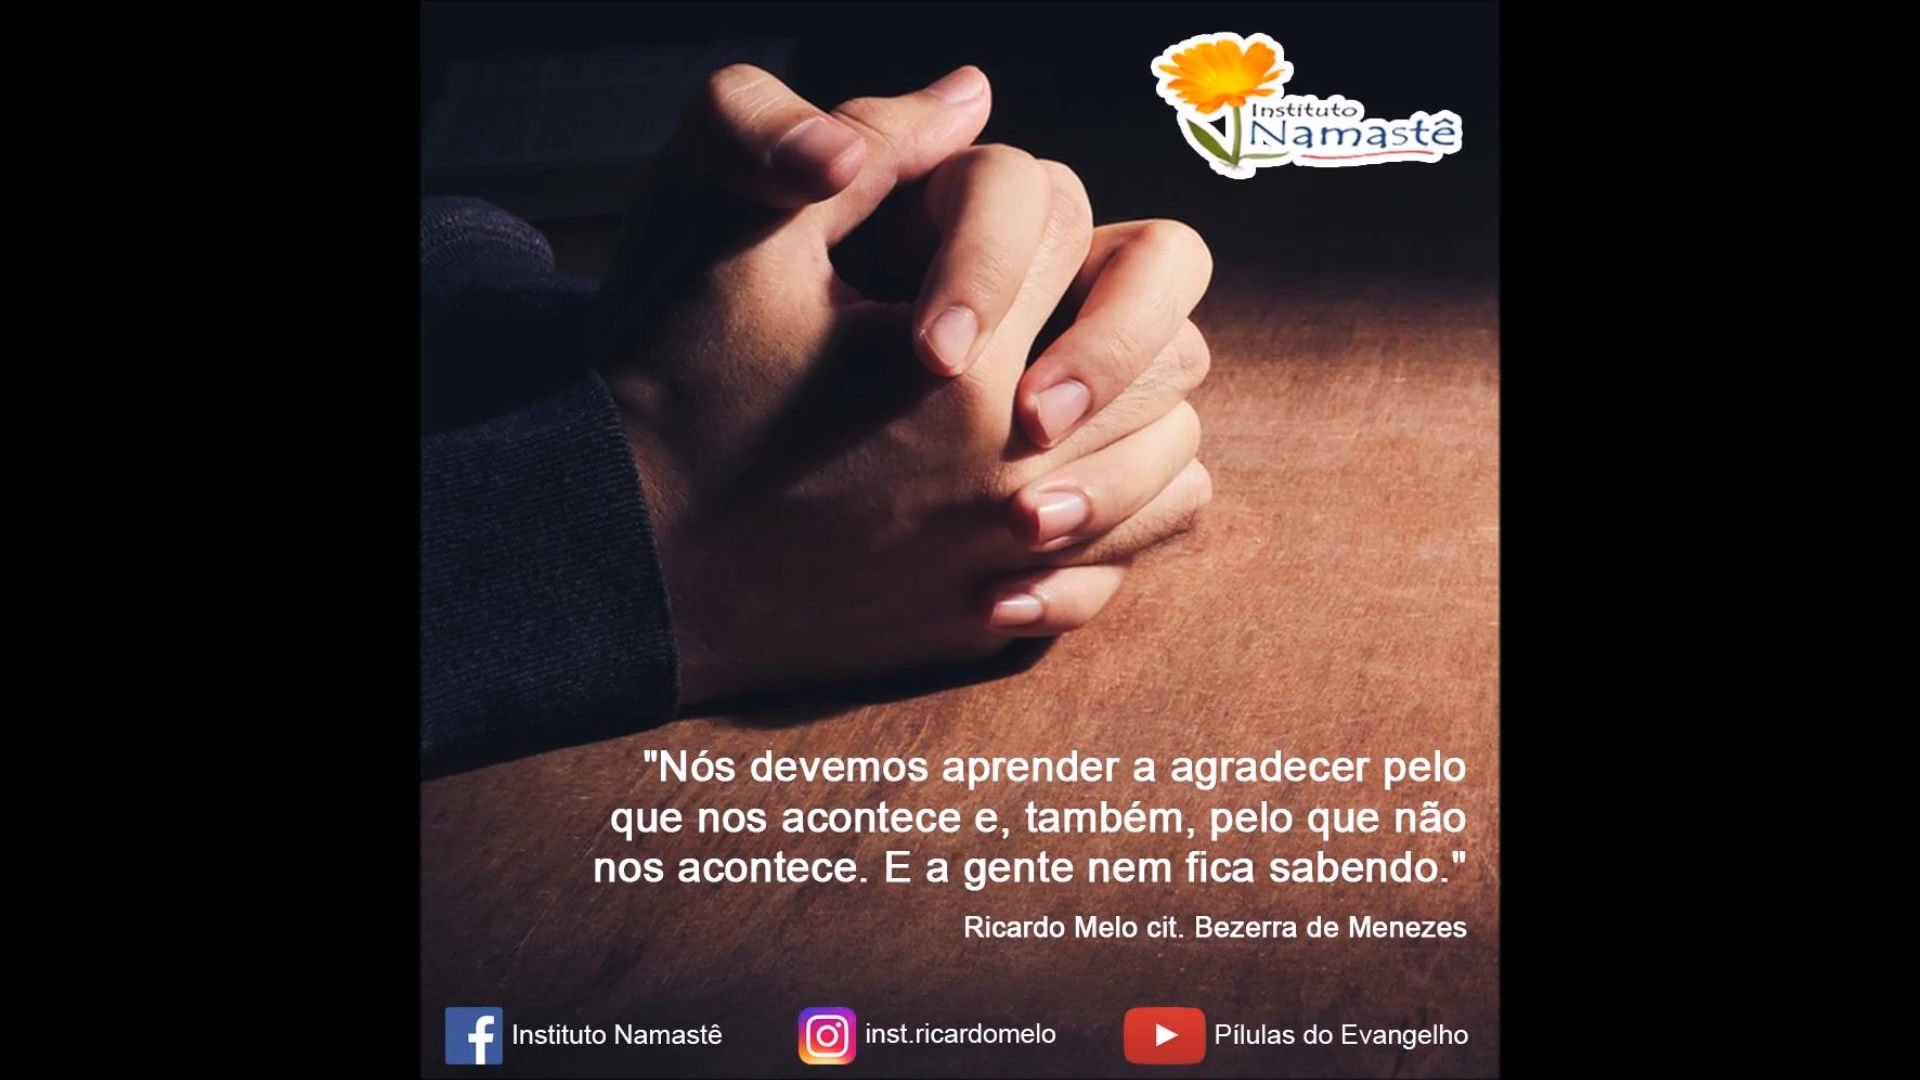 Instituto
Namastê
"Nós devemos aprender a agradecer pelo
que nos acontece e, também, pelo que não
nos acontece. E a gente nem fica sabendo."
Ricardo Melo cit. Bezerra de Menezes
Instituto Namastê
inst.ricardomelo
Pílulas do Evangelho